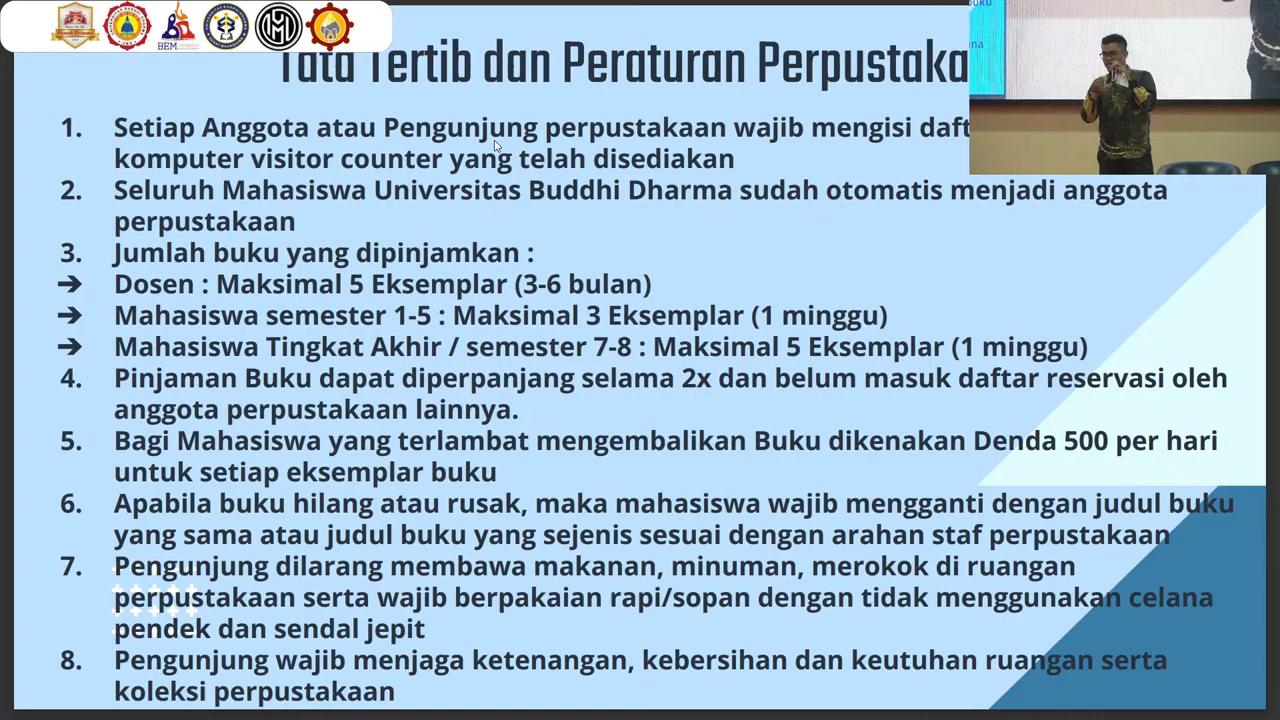 BEM
Tata Tertib dan Peraturan
1. Setiap Anggota atau Pengunjung perpustakaan wajib mengisi
komputer visitor counter yang telah disediakan
2. Seluruh Mahasiswa Universitas Buddhi Dharma sudah otomatis menjadi anggota
perpustakaan
3. Jumlah buku yang dipinjamkan :
➔ Dosen : Maksimal 5 Eksemplar (3-6 bulan)
➔ Mahasiswa semester 1-5 : Maksimal 3 Eksemplar (1 minggu)
➔ Mahasiswa Tingkat Akhir / semester 7-8 : Maksimal 5 Eksemplar (1 minggu)
4. Pinjaman Buku dapat diperpanjang selama 2x dan belum masuk daftar reservasi oleh
anggota perpustakaan lainnya.
5. Bagi Mahasiswa yang terlambat mengembalikan Buku dikenakan Denda 500 per hari
untuk setiap eksemplar buku
6. Apabila buku hilang atau rusak, maka mahasiswa wajib mengganti dengan judul buku
yang sama atau judul buku yang sejenis sesuai dengan arahan staf perpustakaan
7. Pengunjung dilarang membawa makanan, minuman, merokok di ruangan
perpustakaan serta wajib berpakaian rapi/sopan dengan tidak menggunakan celana
pendek dan sendal jepit
8. Pengunjung wajib menjaga ketenangan, kebersihan dan keutuhan ruangan serta
koleksi perpustakaan